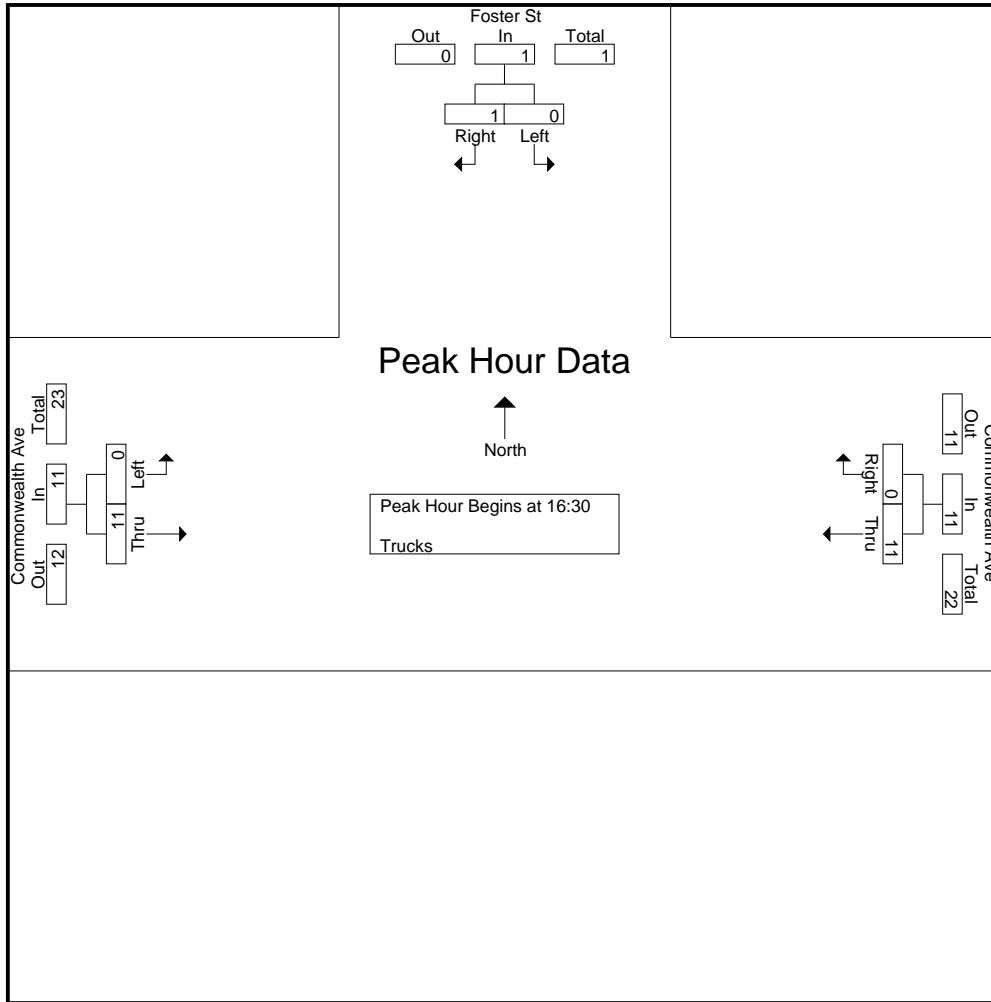 Foster St
Out In Total
0 1 1
1 0
Right Left
Peak Hour Data
North
Peak Hour Begins at 16:30
Trucks
Commonwealth Ave
Total In Out
23 11 12
0 11
Left Thru
Commonwealth Ave
Out In Total
11 11 22
0 11
Right Thru